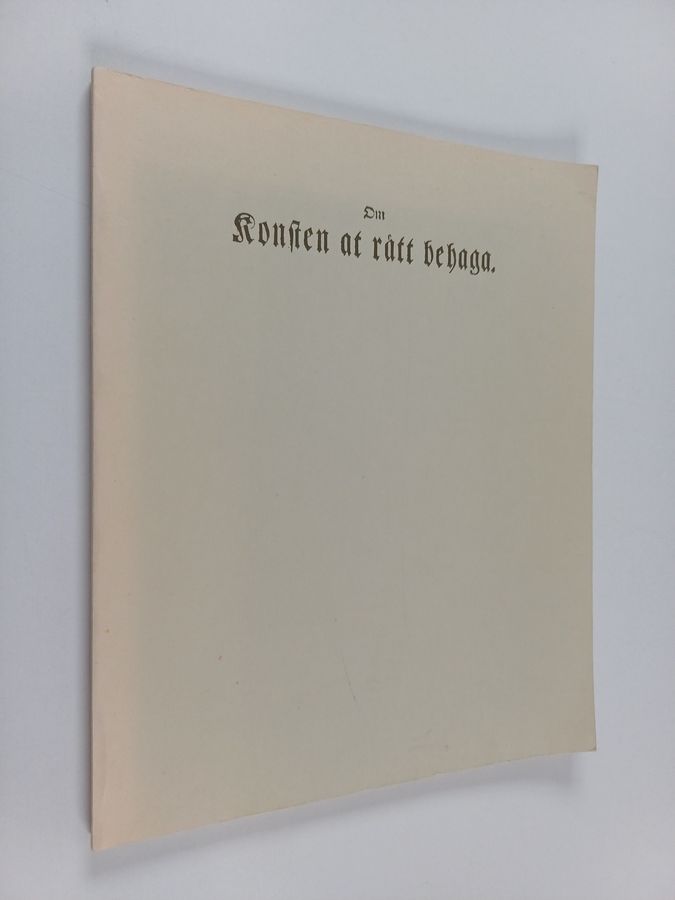 Om
Konsten at rätt behaga.